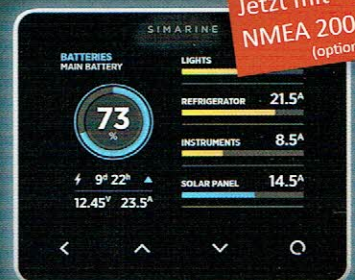 SIMARINE
Jetzt mit
NMEA 200
(option
BATTERIES
MAIN BATTERY
73
%
9d 22h
12.45V 23.5A
LIGHTS
REFRIGERATOR 21.5A
INSTRUMENTS 8.5A
SOLAR PANEL 14.5A